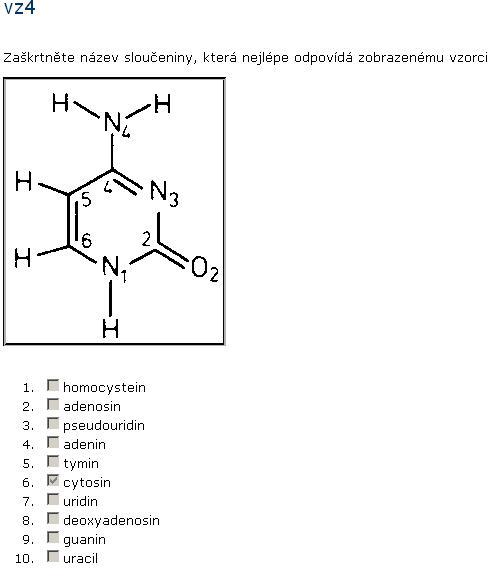 vz4
Zaškrtněte název sloučeniny, která nejlépe odpovídá zobrazenému vzorci
H H
N4
H 4 N3
5
6 2
H N1 O2
H
1. homocystein
2. adenosin
3. pseudouridin
4. adenin
5. tymin
6. cytosin
7. uridin
8. deoxyadenosin
9. guanin
10. uracil